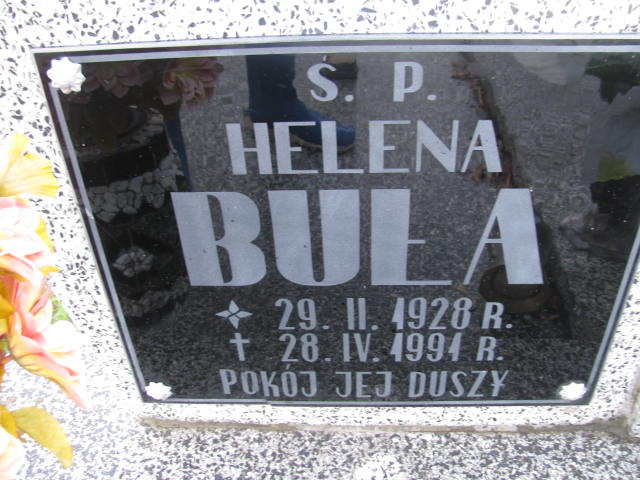 Ś. P.
HELENA
BUŁA
29. II. 1928 R.
† 28. IV. 1991 R.
POKÓJ JEJ DUSZY